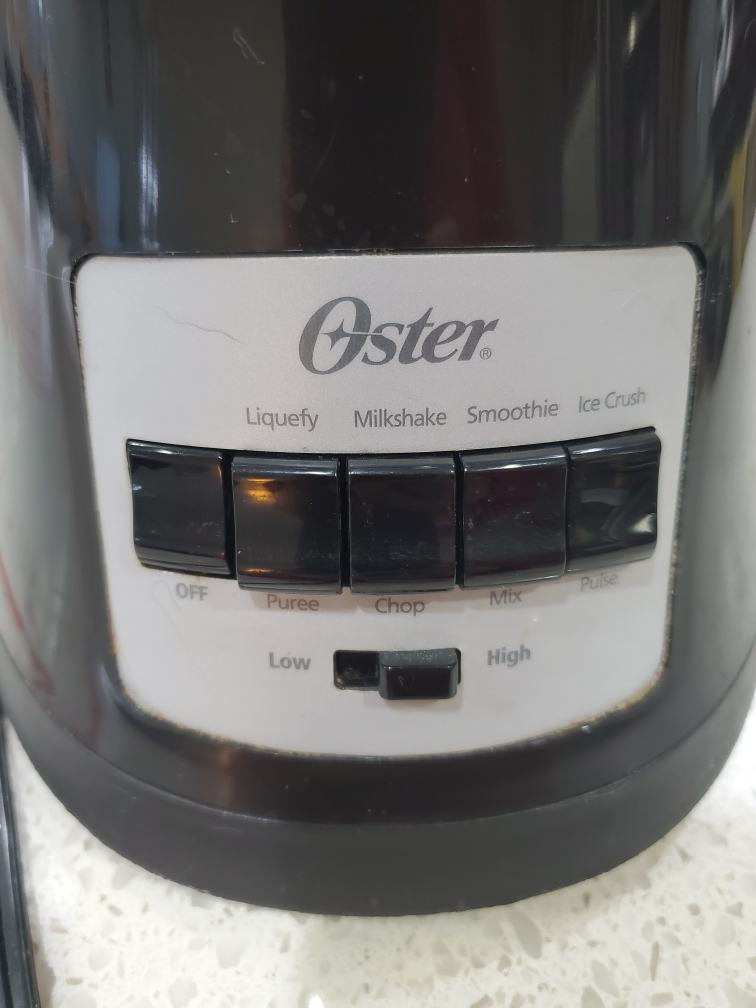 Oster®
Liquefy Milkshake Smoothie Ice Crush
OFF Puree Chop Mix Pulse
Low High